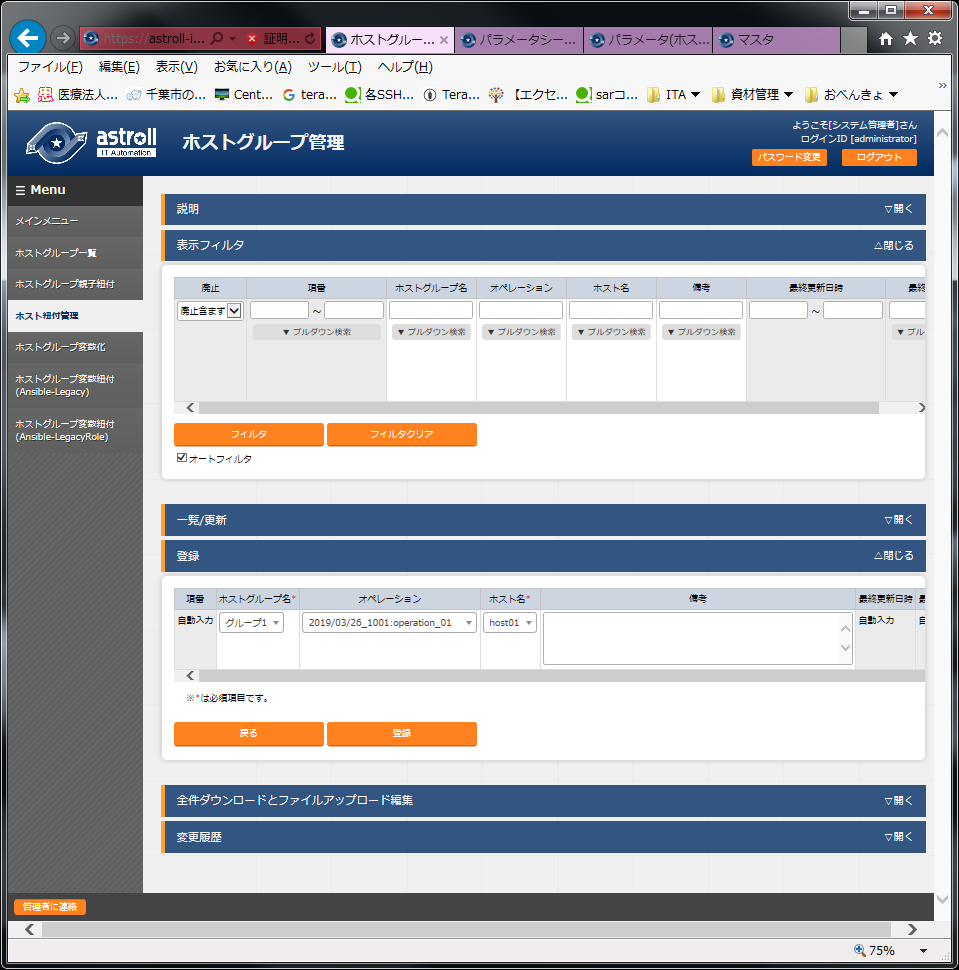 https://astroll-i... 証明... ホストグルー... パラメータシー... パラメータ(ホス... マスタ
ファイル(F) 編集(E) 表示(V) お気に入り(A) ツール(T) ヘルプ(H)
医療法人... 千葉市の... Cent... tera... 各SSH... Tera... 【エクセ... sarコ... ITA 資材管理 おべんきょ
astroll
IT Automation
ホストグループ管理
ようこそ[システム管理者]さん
ログインID [administrator]
パスワード変更 ログアウト
Menu
メインメニュー
ホストグループ一覧
ホストグループ親子紐付
ホスト紐付管理
ホストグループ変数化
ホストグループ変数紐付
(Ansible-Legacy)
ホストグループ変数紐付
(Ansible-LegacyRole)
説明 ▽開く
表示フィルタ △閉じる
廃止 項番 ホストグループ名 オペレーション ホスト名 備考 最終更新日時 最終
廃止含まず ～ ～
▼プルダウン検索 ▼プルダウン検索 ▼プルダウン検索 ▼プルダウン検索 ▼プルダウン検索 ▼プル
フィルタ フィルタクリア
オートフィルタ
一覧/更新 ▽開く
登録 △閉じる
項番 ホストグループ名* オペレーション ホスト名* 備考 最終更新日時 最
自動入力 グループ1 2019/03/26_1001:operation_01 host01 自動入力 自
※*は必須項目です。
戻る 登録
全件ダウンロードとファイルアップロード編集 ▽開く
変更履歴 ▽開く
管理者に連絡
75%